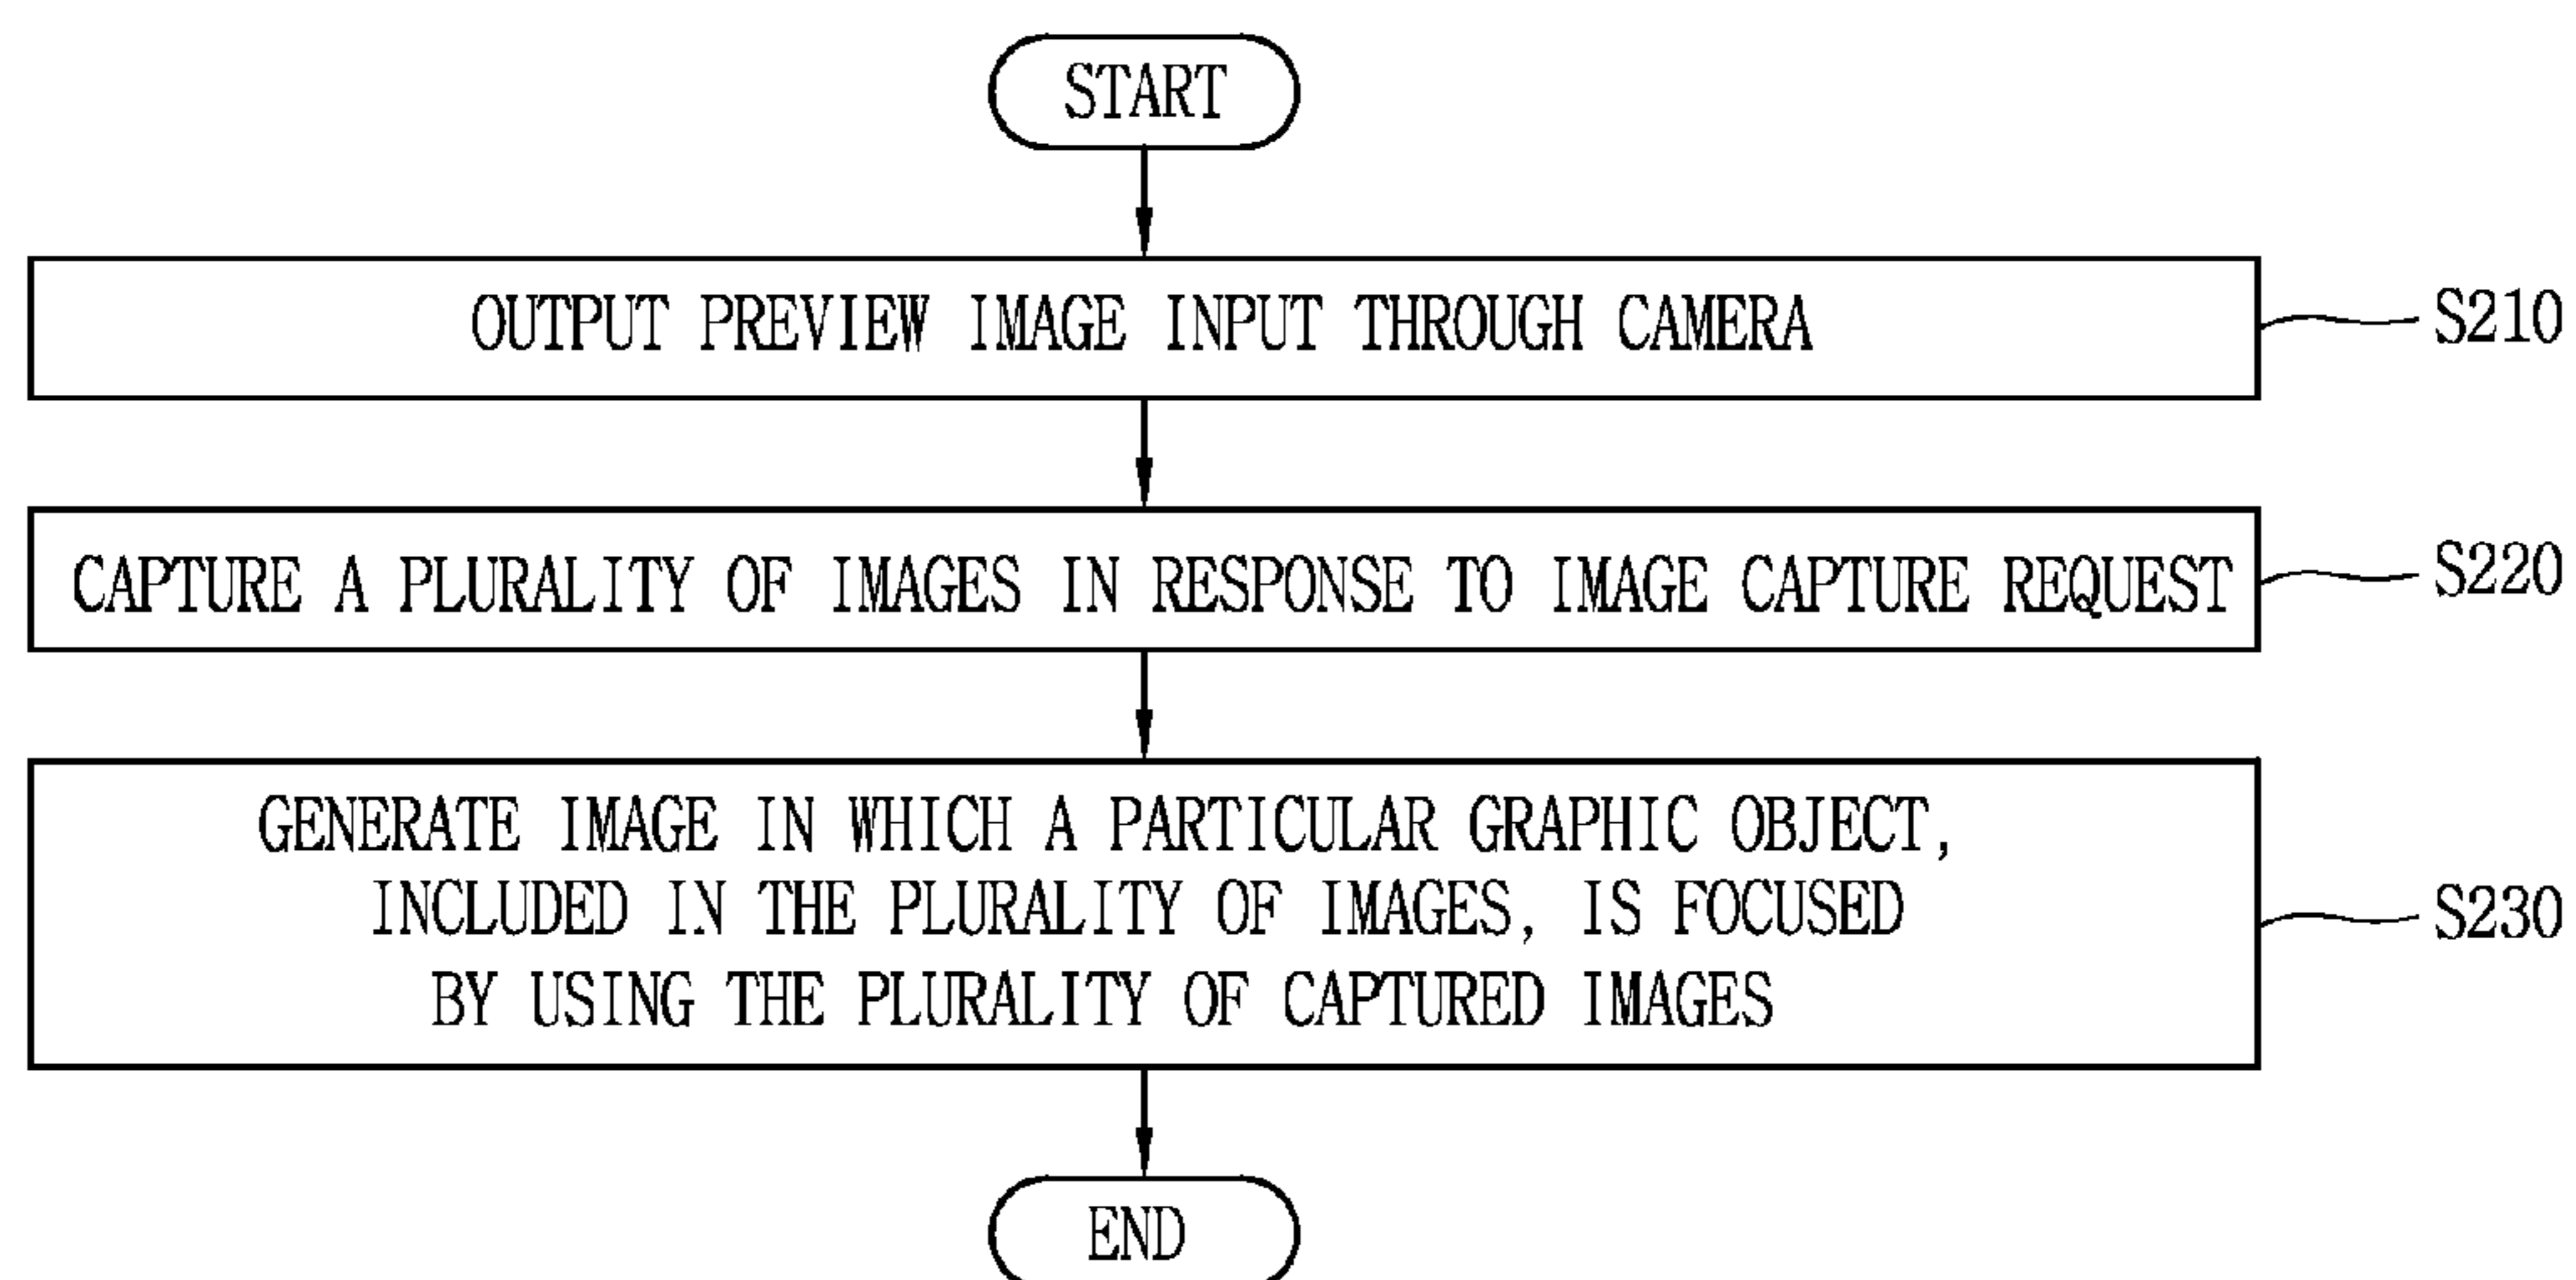 START
OUTPUT PREVIEW IMAGE INPUT THROUGH CAMERA
S210
CAPTURE A PLURALITY OF IMAGES IN RESPONSE TO IMAGE CAPTURE REQUEST
S220
GENERATE IMAGE IN WHICH A PARTICULAR GRAPHIC OBJECT,
INCLUDED IN THE PLURALITY OF IMAGES, IS FOCUSED
BY USING THE PLURALITY OF CAPTURED IMAGES
S230
END